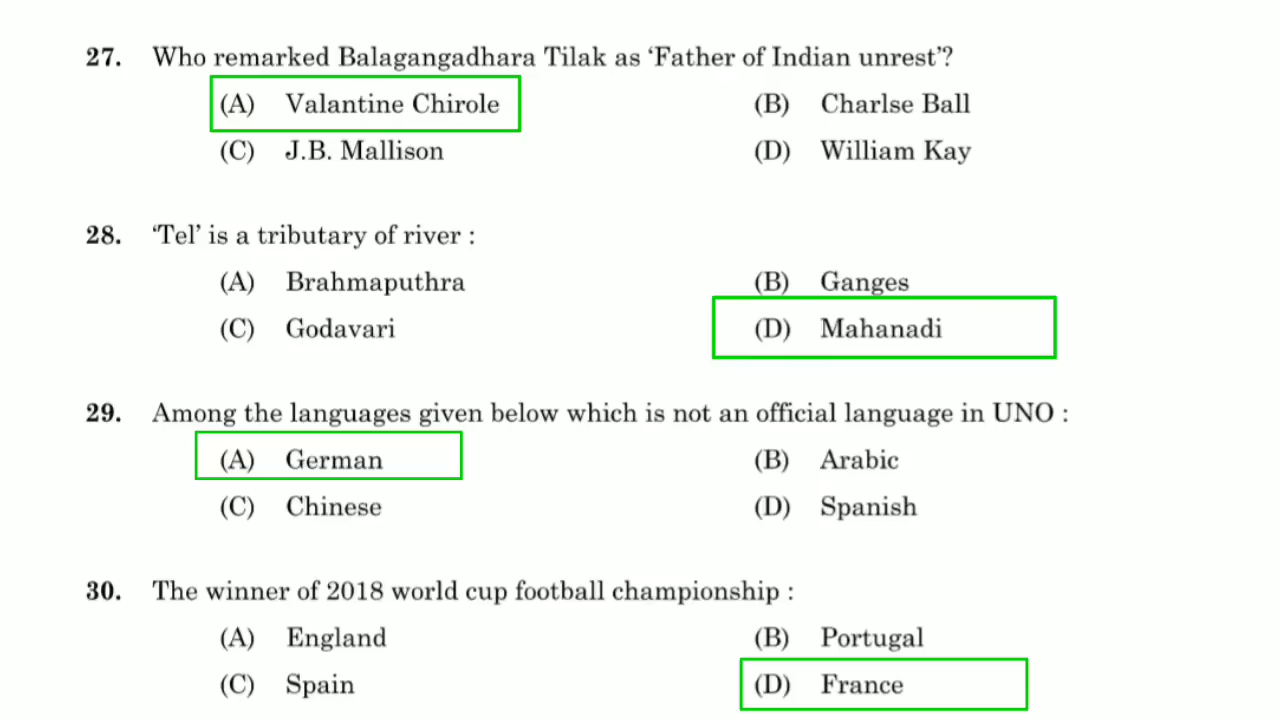 27. Who remarked Balagangadhara Tilak as ‘Father of Indian unrest’?
(A) Valantine Chirole (B) Charlse Ball
(C) J.B. Mallison (D) William Kay
28. ‘Tel’ is a tributary of river :
(A) Brahmaputhra (B) Ganges
(C) Godavari (D) Mahanadi
29. Among the languages given below which is not an official language in UNO :
(A) German (B) Arabic
(C) Chinese (D) Spanish
30. The winner of 2018 world cup football championship :
(A) England (B) Portugal
(C) Spain (D) France